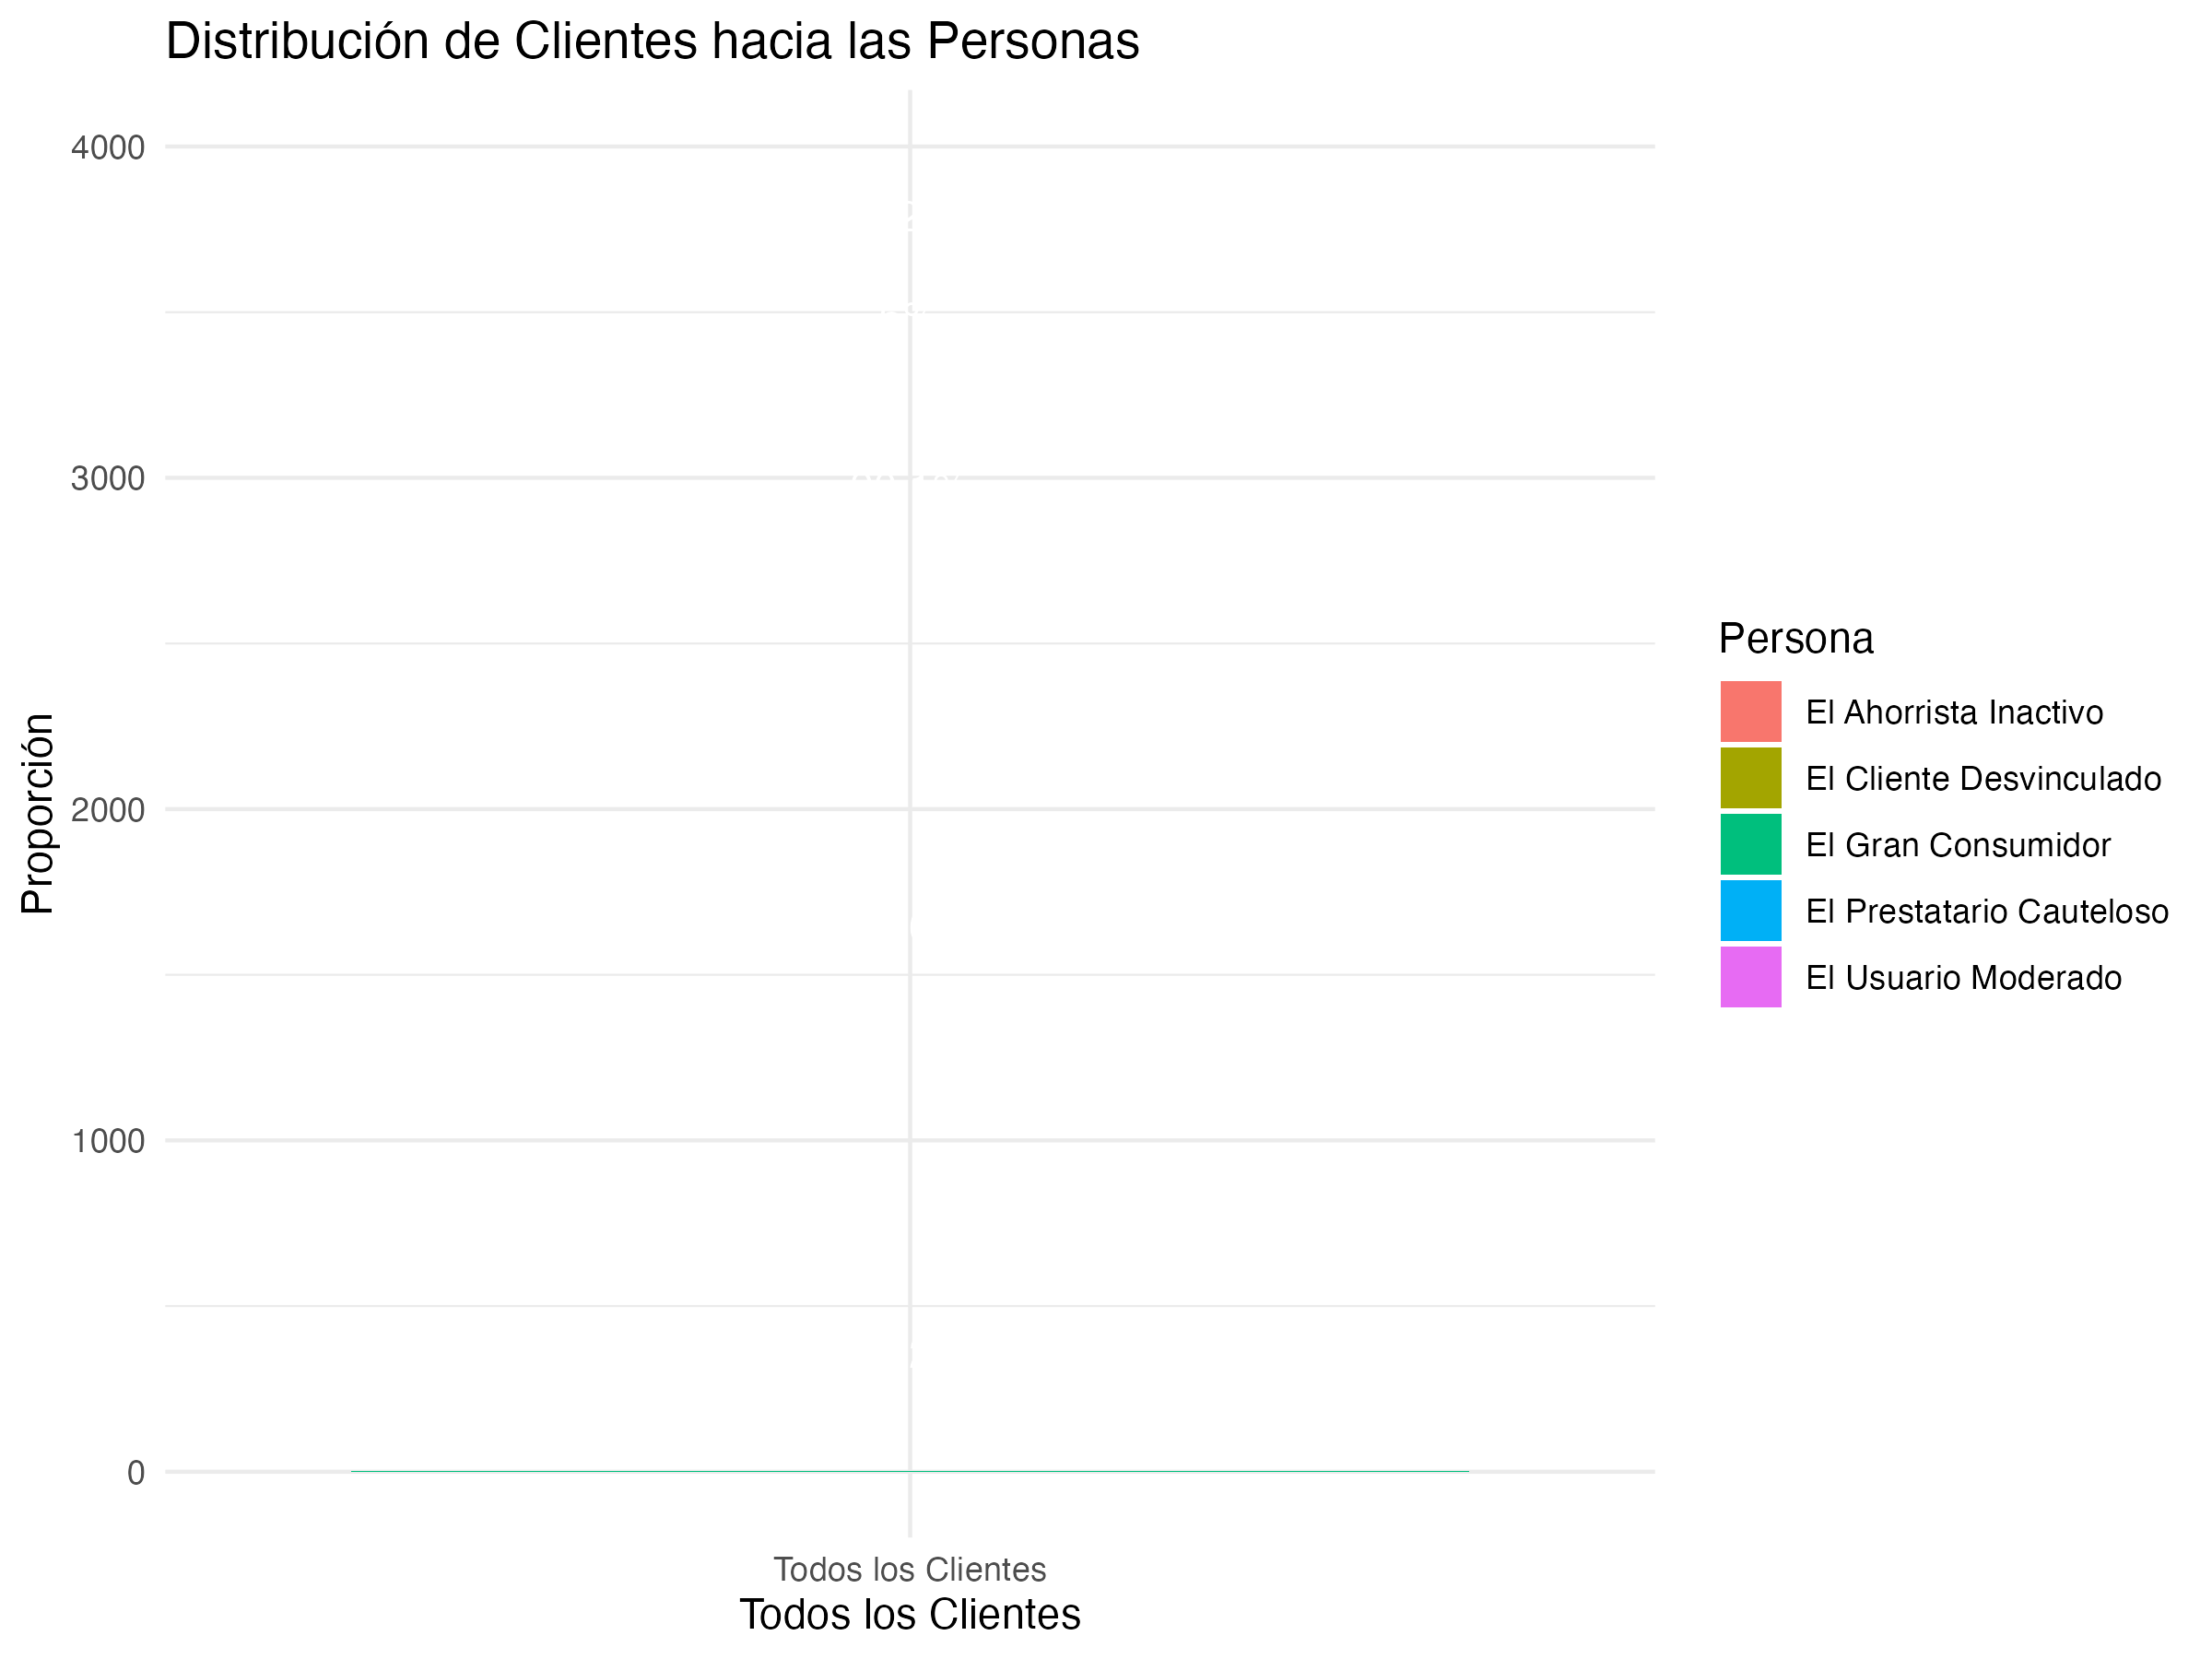 Distribución de Clientes hacia las Personas
4000
3000
2000
1000
0
Proporción
Todos los Clientes
Todos los Clientes
Persona
El Ahorrista Inactivo
El Cliente Desvinculado
El Gran Consumidor
El Prestatario Cauteloso
El Usuario Moderado